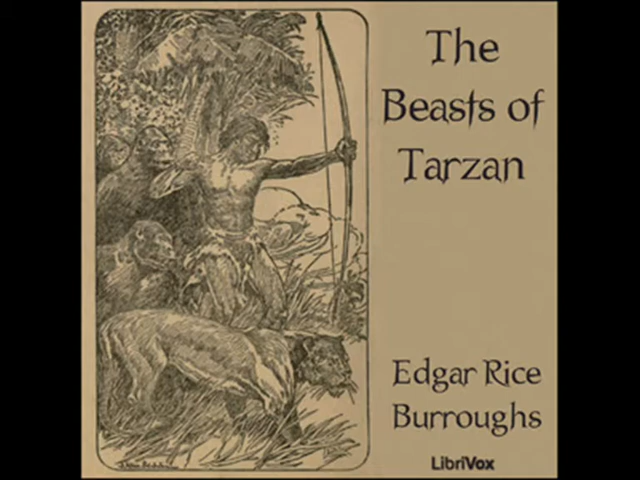 The
Beasts of
Tarzan
Edgar Rice
Burroughs
LibriVox